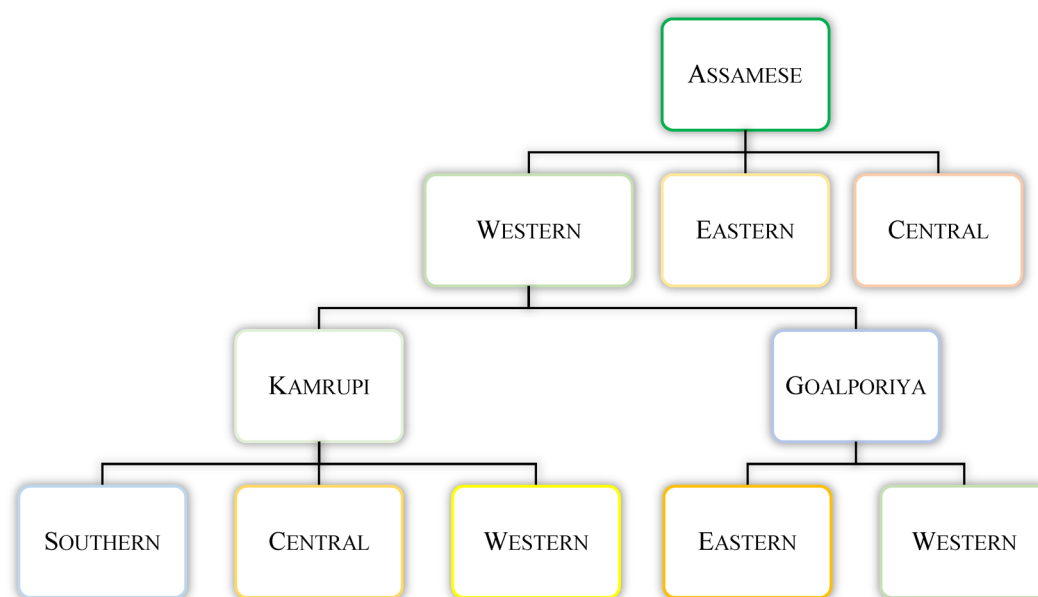 ASSAMESE
WESTERN
EASTERN
CENTRAL
KAMRUPI
GOALPORIYA
SOUTHERN
CENTRAL
WESTERN
EASTERN
WESTERN